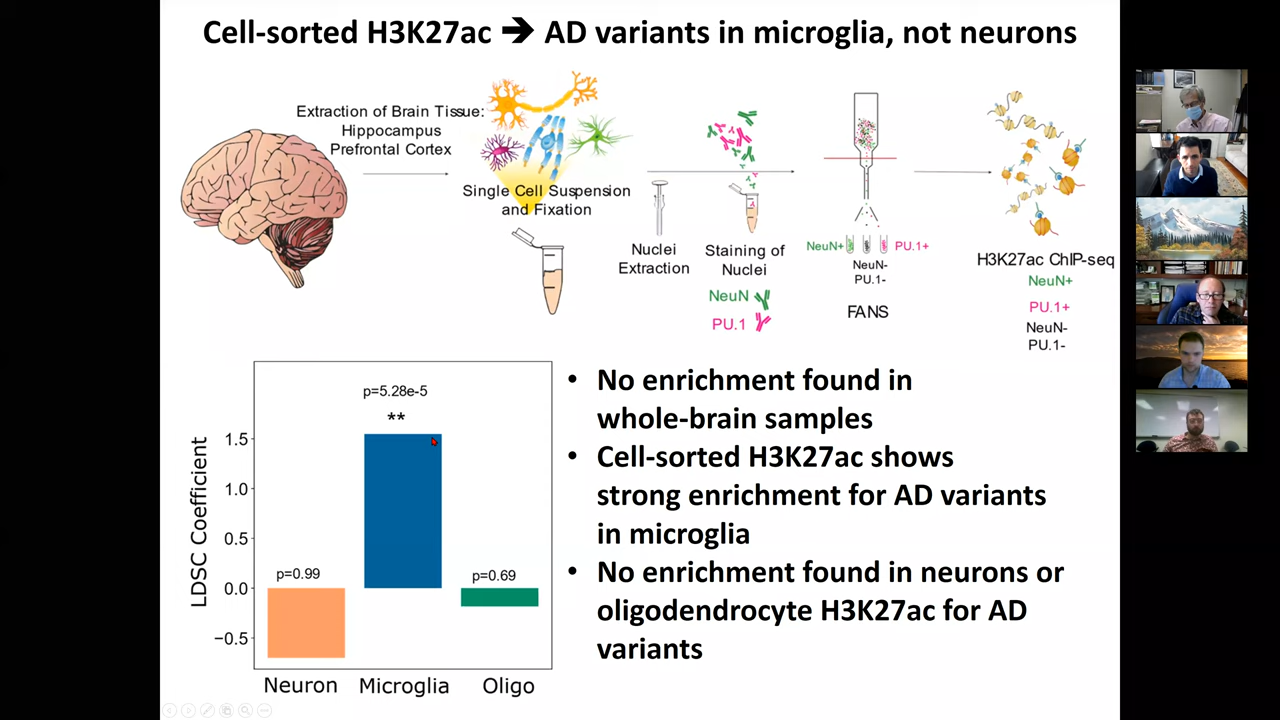 Cell-sorted H3K27ac ➔ AD variants in microglia, not neurons
Extraction of Brain Tissue:
Hippocampus
Prefrontal Cortex
Single Cell Suspension
and Fixation
Nuclei
Extraction
Staining of
Nuclei
NeuN
PU.1
NeuN+
PU.1+
NeuN-
PU.1-
FANS
H3K27ac ChIP-seq
NeuN+
PU.1+
NeuN-
PU.1-
LDSC Coefficient
1.5
1.0
0.5
0.0
−0.5
p=0.99
p=5.28e-5
**
p=0.69
Neuron
Microglia
Oligo
• No enrichment found in
whole-brain samples
• Cell-sorted H3K27ac shows
strong enrichment for AD variants
in microglia
• No enrichment found in neurons or
oligodendrocyte H3K27ac for AD
variants